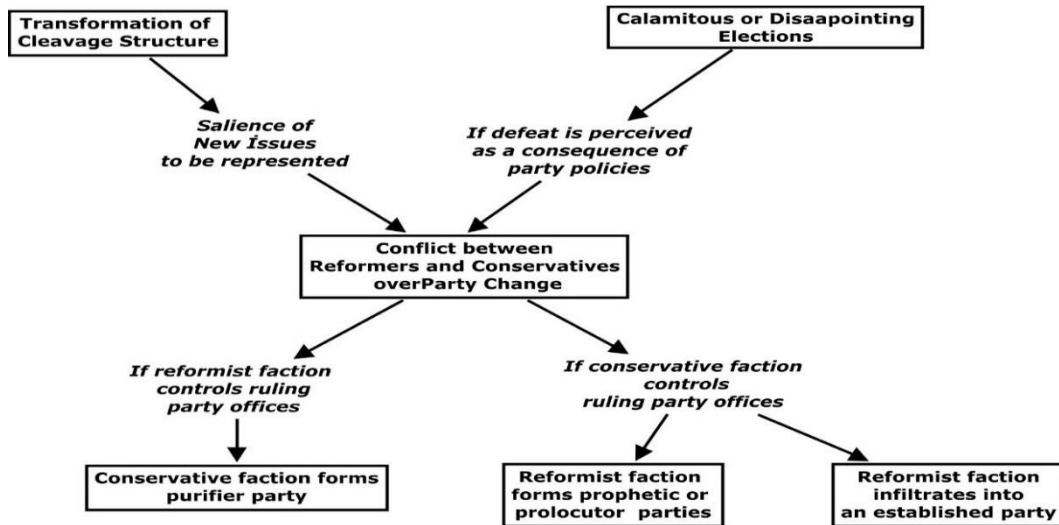 Transformation of
Cleavage Structure
Calamitous or Disaapointing
Elections
Salience of
New İssues
to be represented
If defeat is perceived
as a consequence of
party policies
Conflict between
Reformers and Conservatives
overParty Change
If reformist faction
controls ruling
party offices
If conservative faction
controls
ruling party offices
Conservative faction forms
purifier party
Reformist faction
forms prophetic or
prolocutor parties
Reformist faction
infiltrates into
an established party